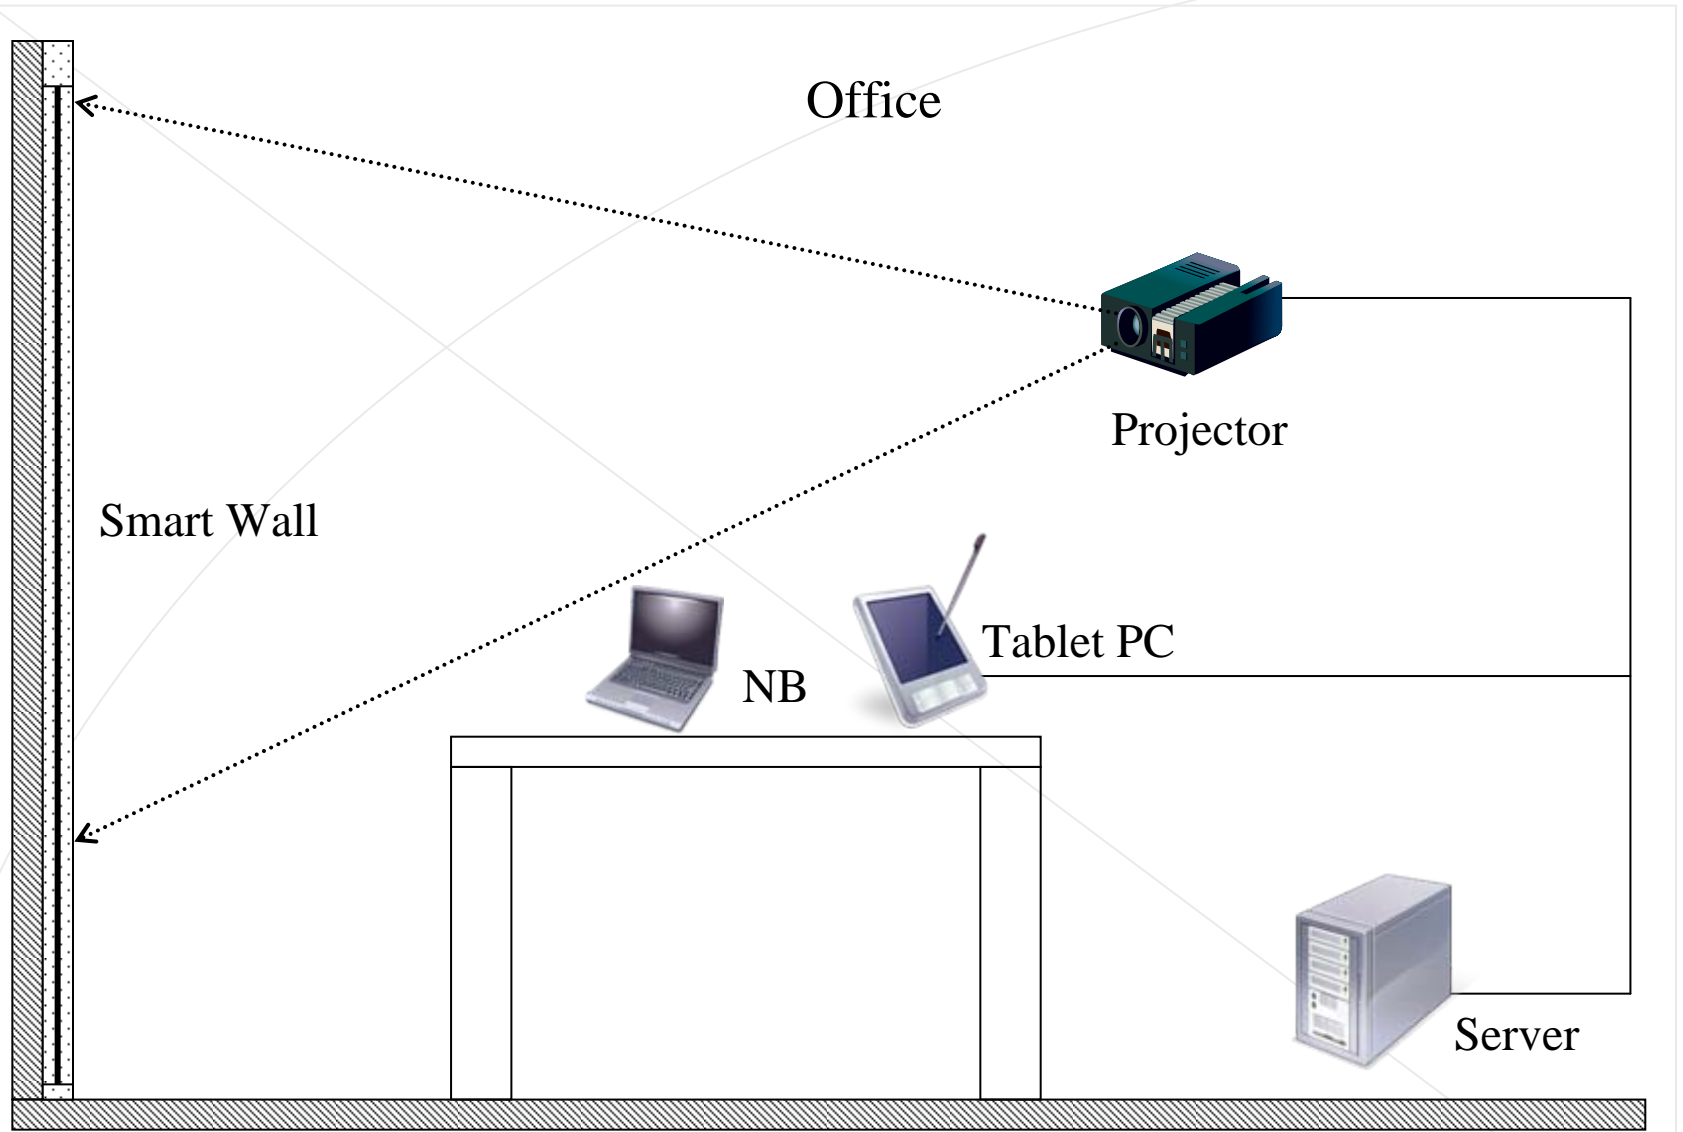 Office
Projector
Smart Wall
Tablet PC
NB
Server